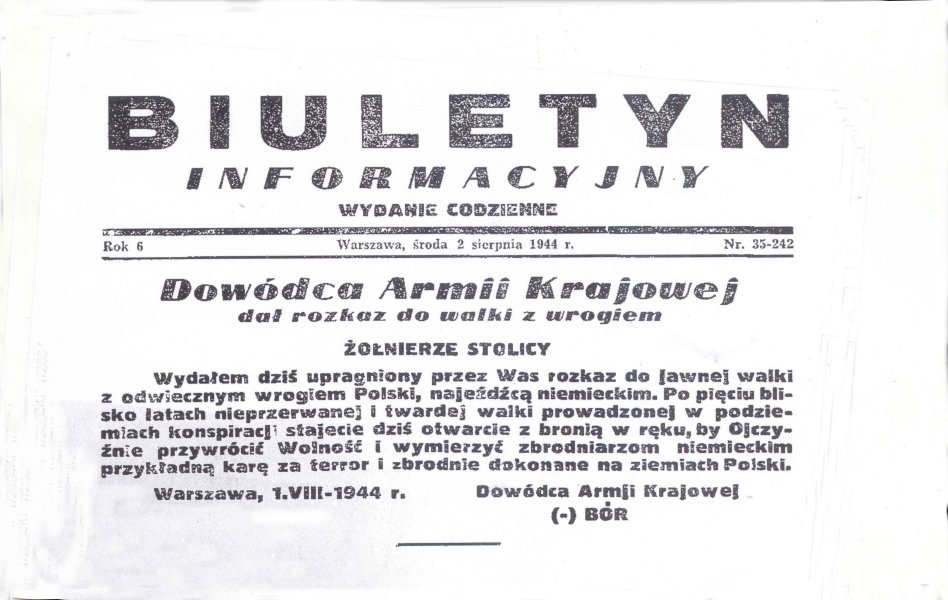 BIULETYN
INFORMACYJNY
WYDANIE CODZIENNE
Rok 6 Warszawa, środa 2 sierpnia 1944 r. Nr. 35-242
Dowódca Armii Krajowej
dał rozkaz do walki z wrogiem
ŻOŁNIERZE STOLICY
Wydałem dziś upragniony przez Was rozkaz do jawnej walki
z odwiecznym wrogiem Polski, najeźdźcą niemieckim. Po pięciu bli-
sko latach nieprzerwanej i twardej walki prowadzonej w podzie-
miach konspiracji stajecie dziś otwarcie z bronią w ręku, by Ojczy-
źnie przywrócić Wolność i wymierzyć zbrodniarzom niemieckim
przykładną karę za terror i zbrodnie dokonane na ziemiach Polski.
Warszawa, 1.VIII-1944 r. Dowódca Armji Krajowej
(-) BÓR